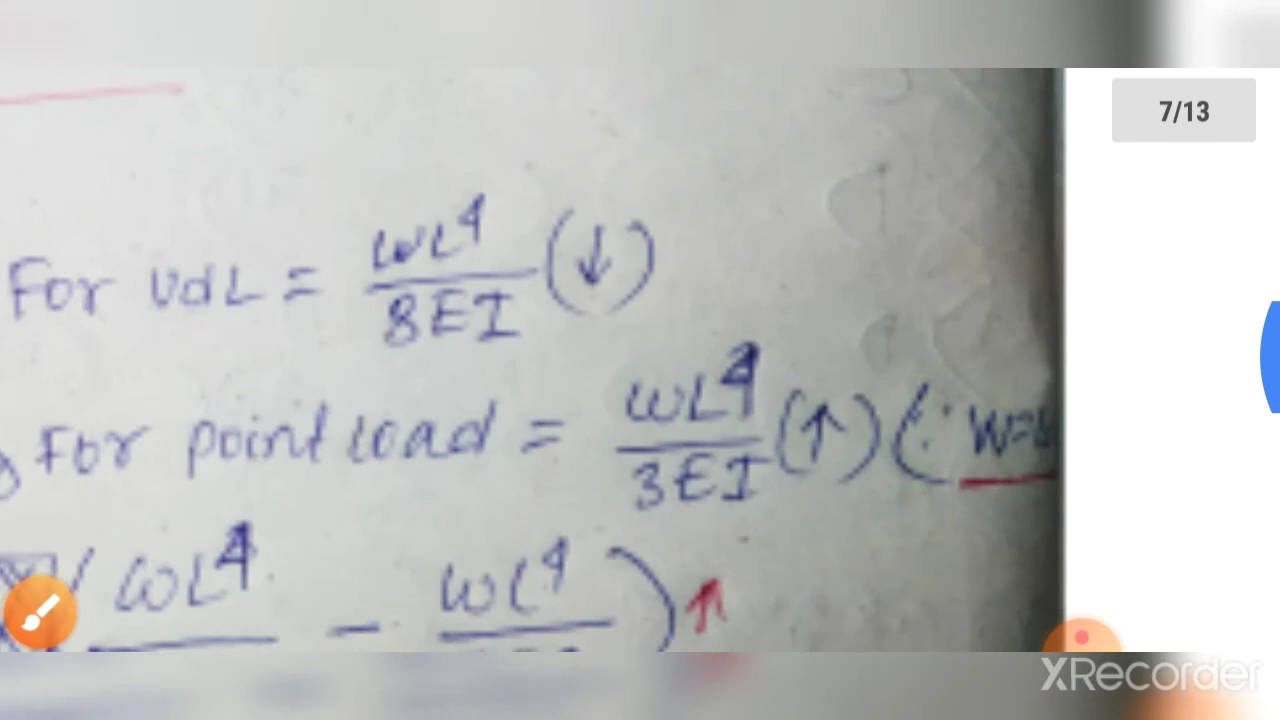 7/13
For UdL = wL⁴/8EI (↓)
For point load = wL⁴/3EI (↑) (∵ W=
( wL⁴ - wL⁴ ) ↑
XRecorder